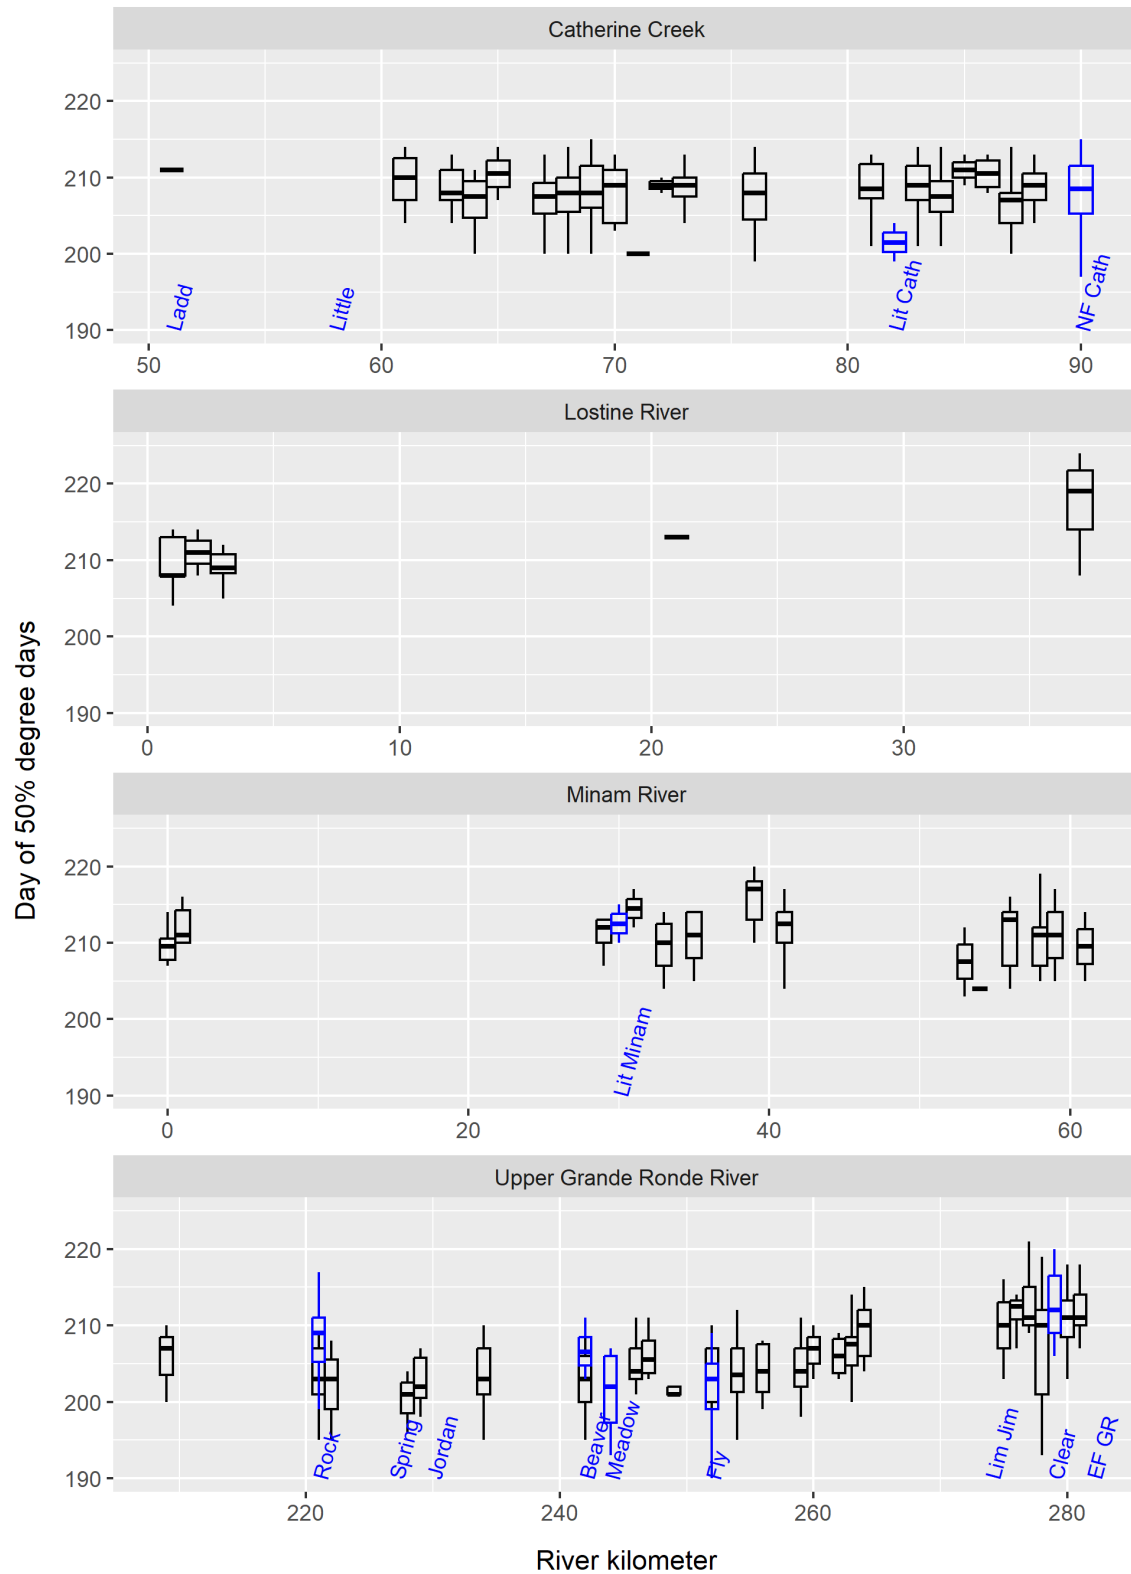 Catherine Creek
220
210
200
190
Ladd
Little
Lit Cath
NF Cath
50
60
70
80
90
Lostine River
220
210
200
190
0
10
20
30
Day of 50% degree days
Minam River
220
210
200
190
Lit Minam
0
20
40
60
Upper Grande Ronde River
220
210
200
190
Rock
Spring
Jordan
Beaver
Meadow
Fly
Lim Jim
Clear
EF GR
220
240
260
280
River kilometer